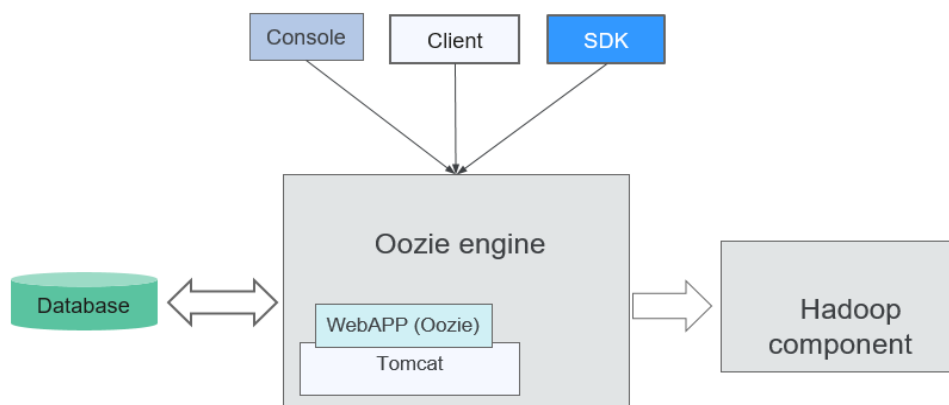 Console
Client
SDK
Oozie engine
Database
WebAPP (Oozie)
Tomcat
Hadoop
component